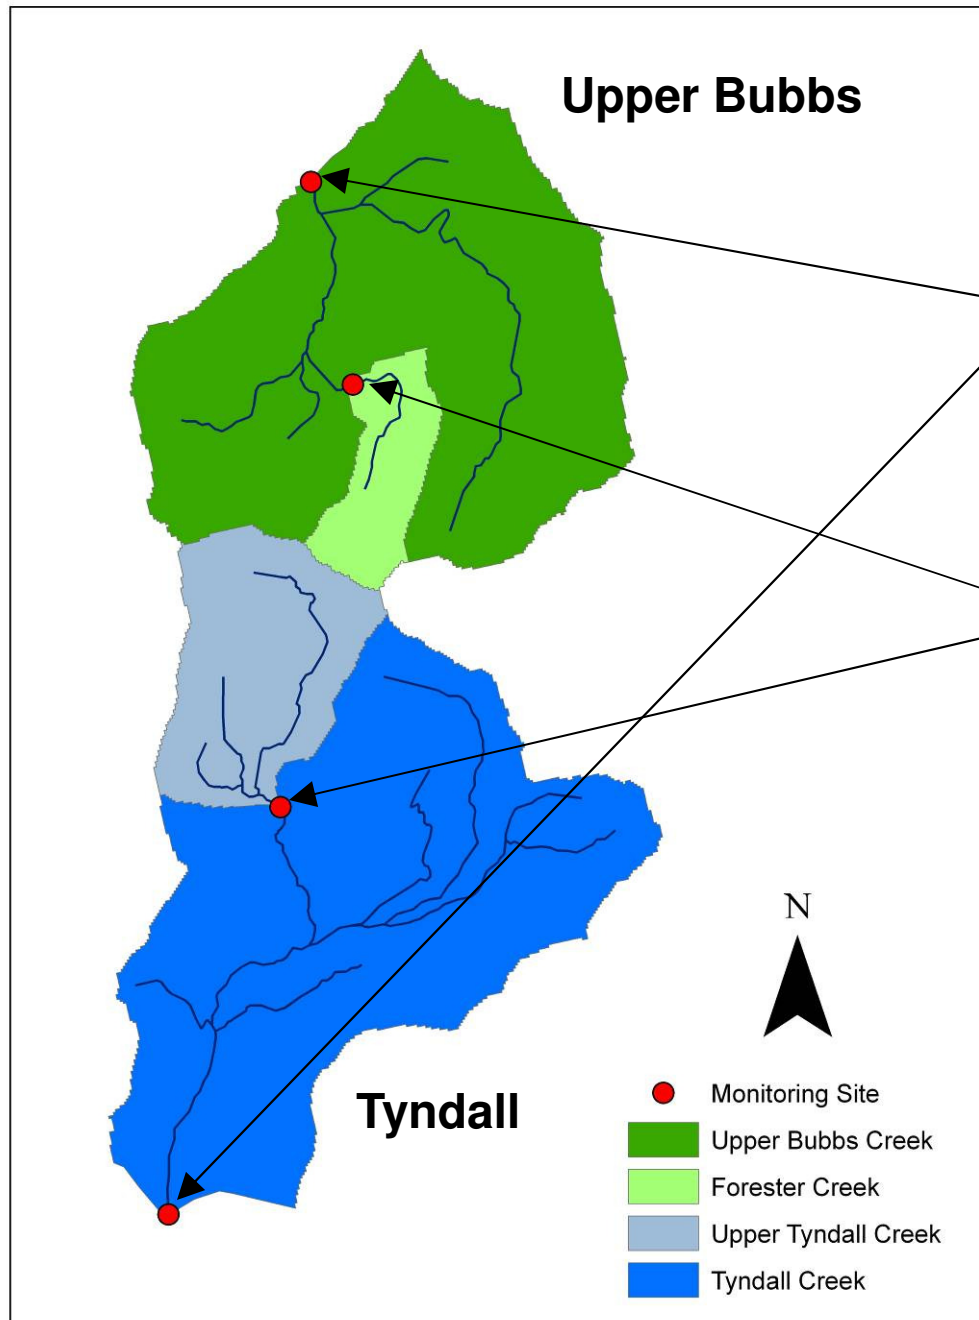 Upper Bubbs
N
Tyndall
Monitoring Site
Upper Bubbs Creek
Forester Creek
Upper Tyndall Creek
Tyndall Creek